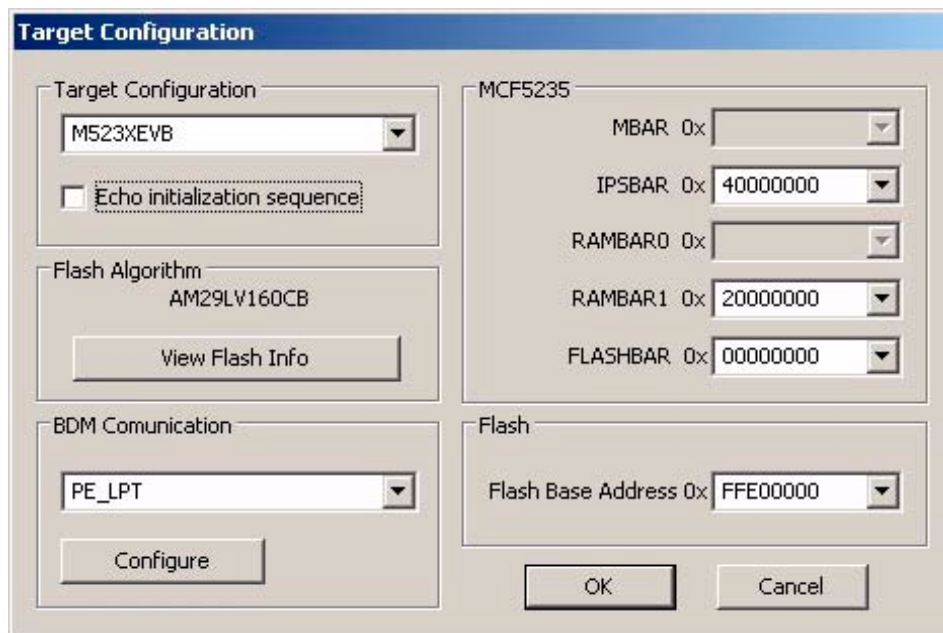 Target Configuration
Target Configuration
M523XEVB
Echo initialization sequence
Flash Algorithm
AM29LV160CB
View Flash Info
BDM Comunication
PE_LPT
Configure
MCF5235
MBAR 0x
IPSBAR 0x 40000000
RAMBAR0 0x
RAMBAR1 0x 20000000
FLASHBAR 0x 00000000
Flash
Flash Base Address 0x FFE00000
OK
Cancel